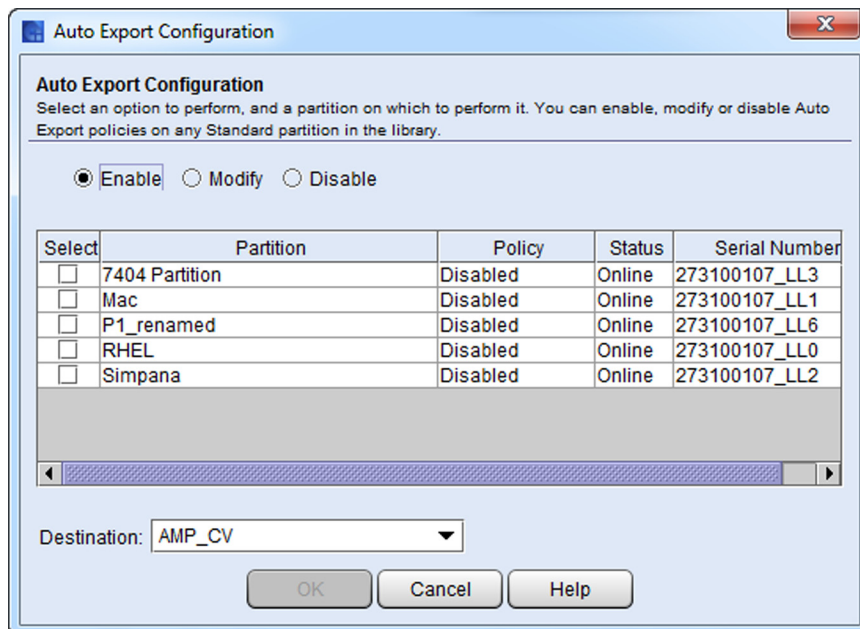 Auto Export Configuration
Auto Export Configuration
Select an option to perform, and a partition on which to perform it. You can enable, modify or disable Auto
Export policies on any Standard partition in the library.
Enable Modify Disable
Select Partition Policy Status Serial Number
7404 Partition Disabled Online 273100107_LL3
Mac Disabled Online 273100107_LL1
P1_renamed Disabled Online 273100107_LL6
RHEL Disabled Online 273100107_LL0
Simpana Disabled Online 273100107_LL2
Destination: AMP_CV
OK Cancel Help